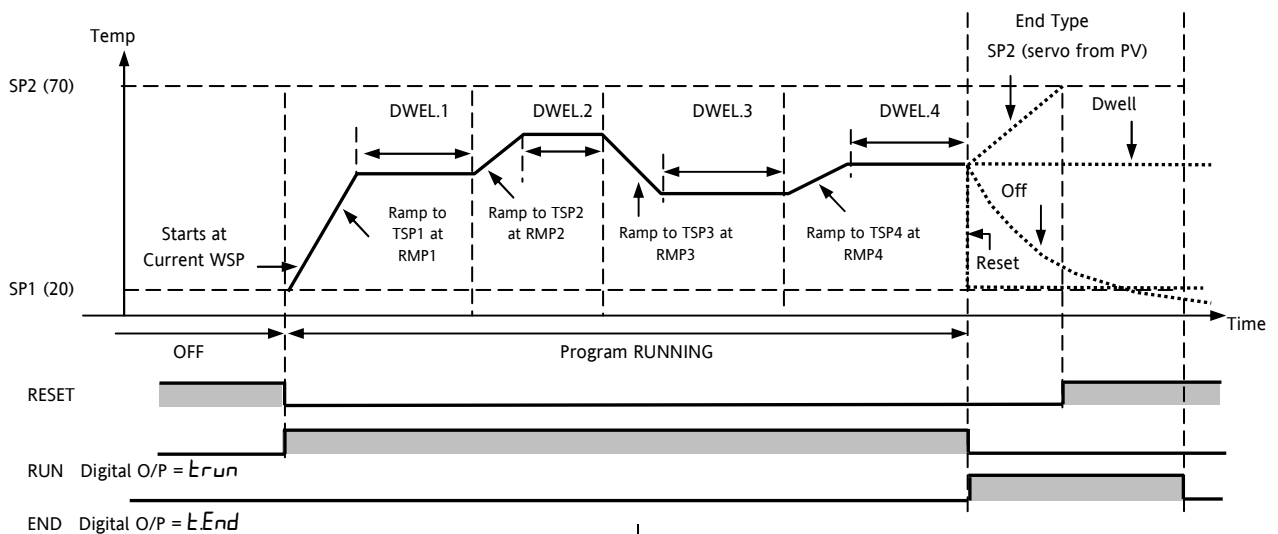 End Type
SP2 (servo from PV)
Temp
SP2 (70)
DWEL.1
DWEL.2
DWEL.3
DWEL.4
Dwell
Off
Starts at
Current WSP
Ramp to
TSP1 at
RMP1
Ramp to TSP2
at RMP2
Ramp to TSP3 at
RMP3
Ramp to TSP4 at
RMP4
Reset
SP1 (20)
Time
OFF
Program RUNNING
RESET
RUN Digital O/P = trun
END Digital O/P = t.End